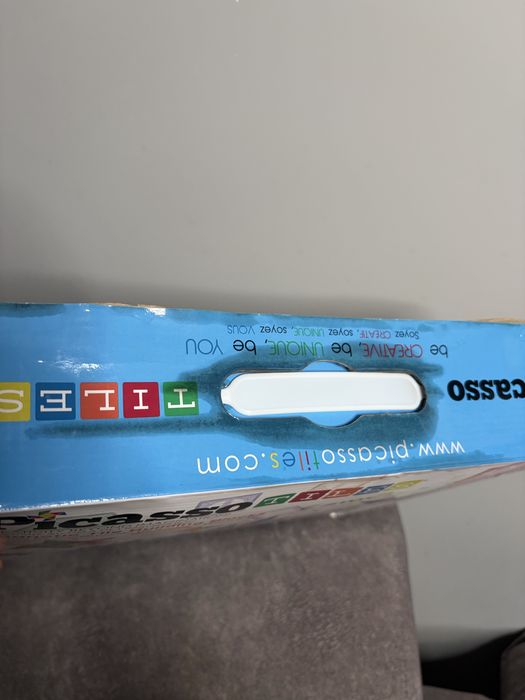 www.picassotiles.com
casso TILES
be CREATIVE, be UNIQUE, be YOU
Soyez CRÉATIF, soyez UNIQUE, soyez VOUS
Picasso TILES